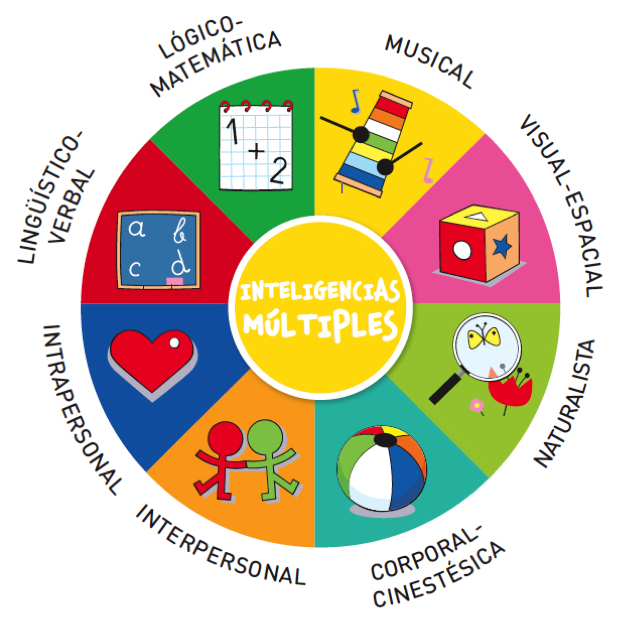 LÓGICO-
MATEMÁTICA
MUSICAL
VISUAL-ESPACIAL
NATURALISTA
CORPORAL-
CINESTÉSICA
INTERPERSONAL
INTRAPERSONAL
LINGÜÍSTICO-
VERBAL
1
+
2
a b
c d
INTELIGENCIAS
MÚLTIPLES